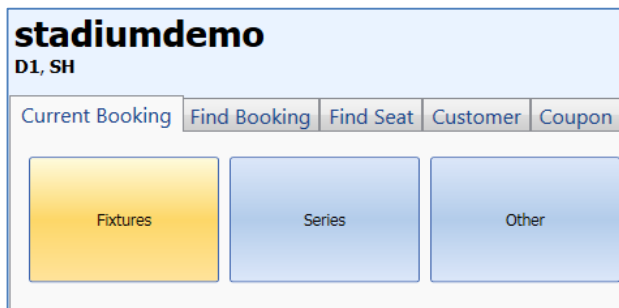 stadiumdemo
D1, SH
Current Booking Find Booking Find Seat Customer Coupon
Fixtures Series Other